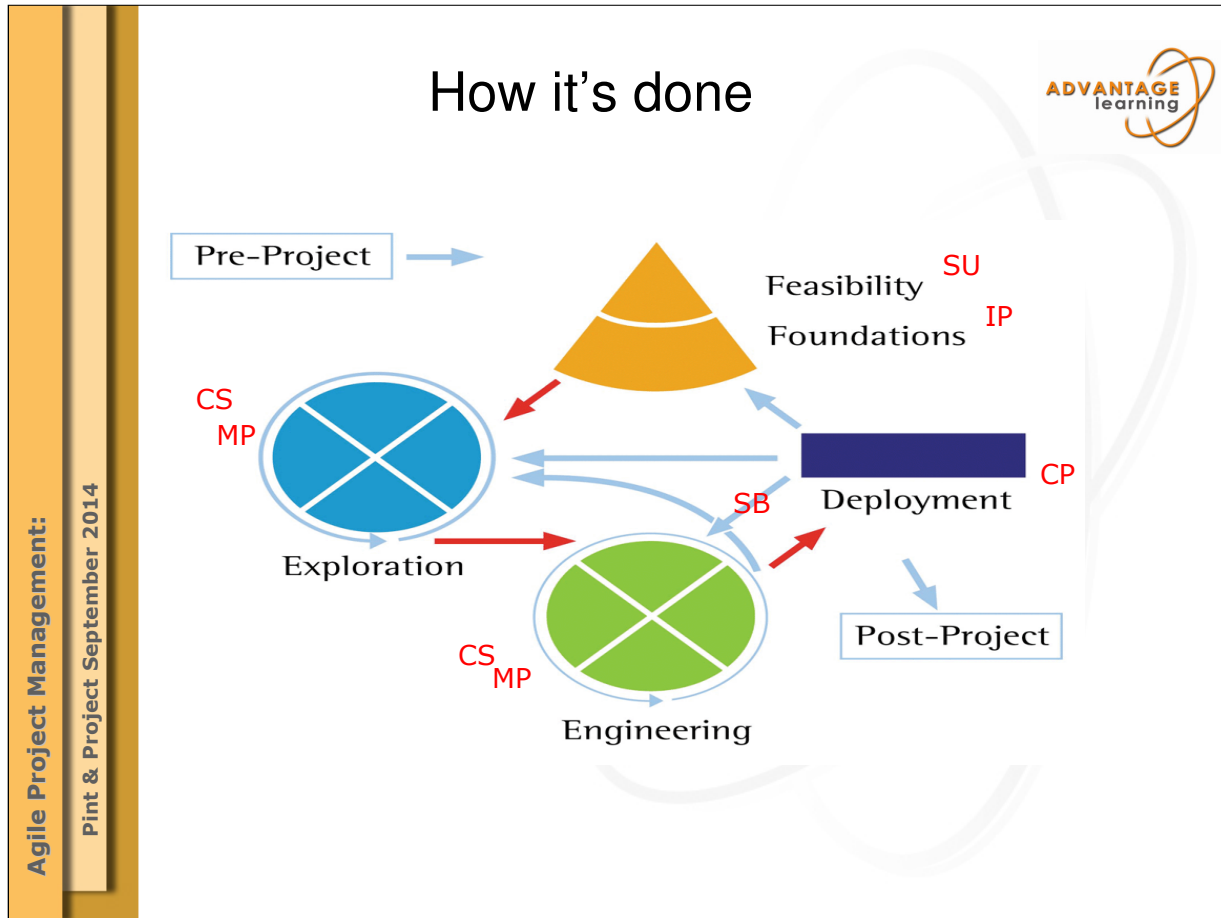 How it's done
ADVANTAGE
learning
Pre-Project
Feasibility
SU
Foundations
IP
CS
MP
Exploration
SB
Deployment
CP
Post-Project
CS
MP
Engineering
Agile Project Management:
Pint & Project September 2014